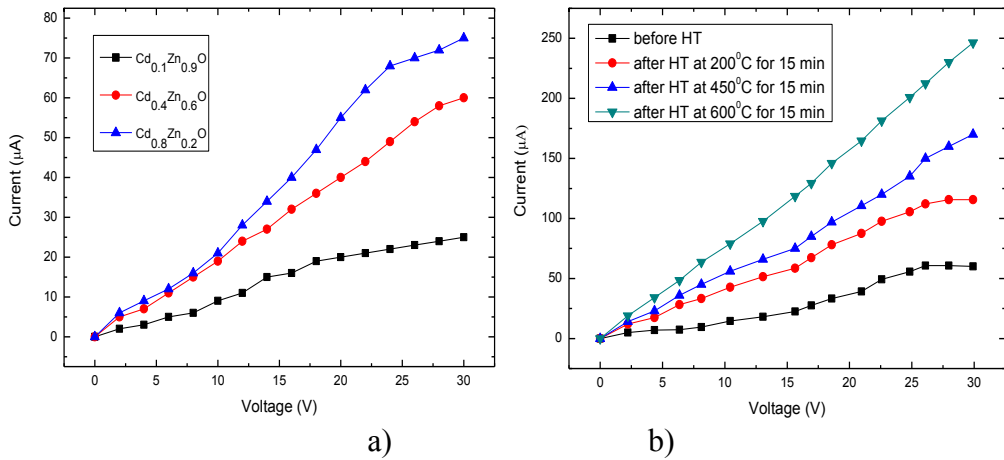 80
70
60
50
40
30
20
10
0
Current (μA)
Cd0.1Zn0.9O
Cd0.4Zn0.6O
Cd0.8Zn0.2O
0 5 10 15 20 25 30
Voltage (V)
a)
250
200
150
100
50
0
Current (μA)
before HT
after HT at 200⁰C for 15 min
after HT at 450⁰C for 15 min
after HT at 600⁰C for 15 min
0 5 10 15 20 25 30
Voltage (V)
b)